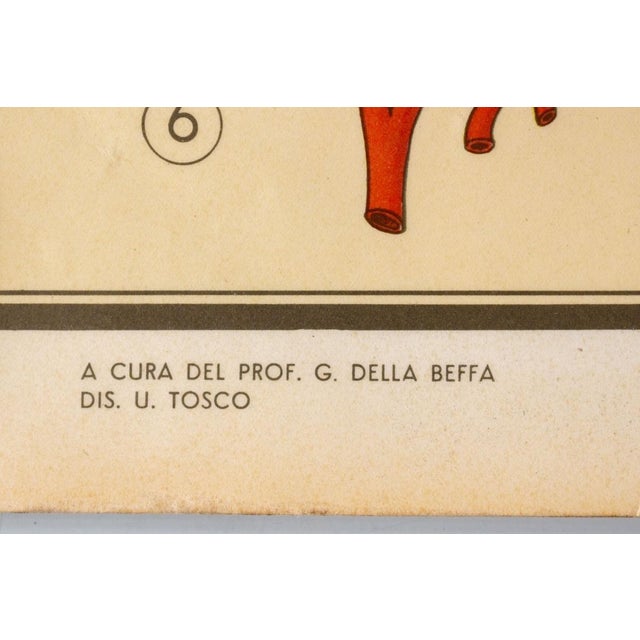 6
A CURA DEL PROF. G. DELLA BEFFA
DIS. U. TOSCO